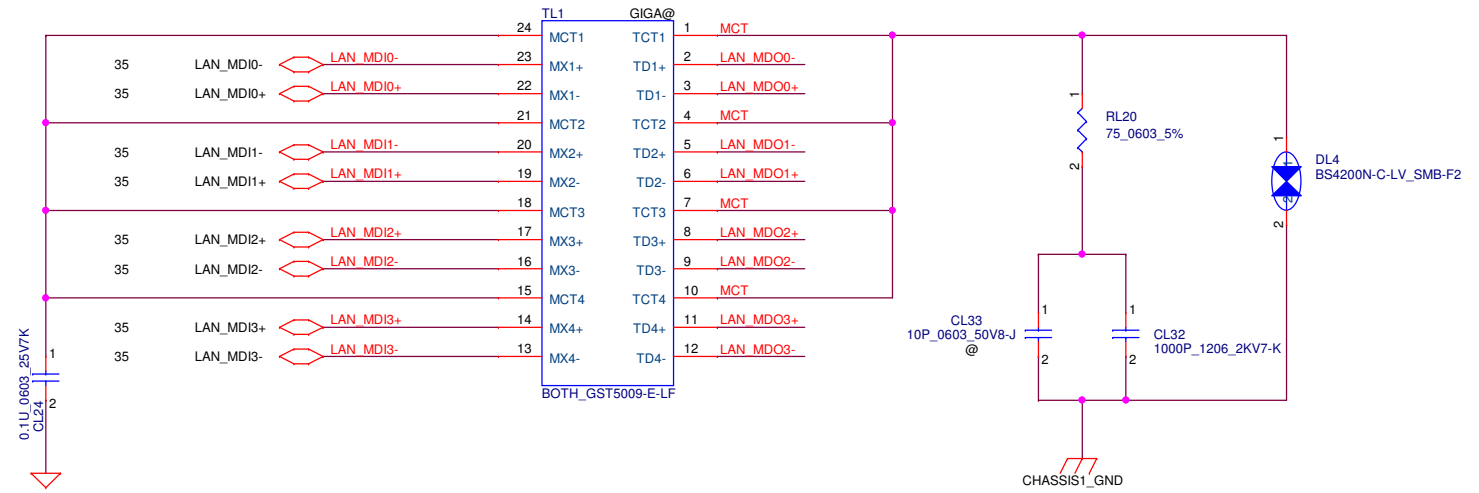 TL1 GIGA@
24 MCT1 TCT1 1 MCT
35 LAN_MDI0- LAN_MDI0- 23 MX1+ TD1+ 2 LAN_MDO0-
35 LAN_MDI0+ LAN_MDI0+ 22 MX1- TD1- 3 LAN_MDO0+
21 MCT2 TCT2 4 MCT
35 LAN_MDI1- LAN_MDI1- 20 MX2+ TD2+ 5 LAN_MDO1-
35 LAN_MDI1+ LAN_MDI1+ 19 MX2- TD2- 6 LAN_MDO1+
18 MCT3 TCT3 7 MCT
35 LAN_MDI2+ LAN_MDI2+ 17 MX3+ TD3+ 8 LAN_MDO2+
35 LAN_MDI2- LAN_MDI2- 16 MX3- TD3- 9 LAN_MDO2-
15 MCT4 TCT4 10 MCT
35 LAN_MDI3+ LAN_MDI3+ 14 MX4+ TD4+ 11 LAN_MDO3+
35 LAN_MDI3- LAN_MDI3- 13 MX4- TD4- 12 LAN_MDO3-
BOTH_GST5009-E-LF
1
2
0.1U_0603_25V7K
CL24
1
RL20
75_0603_5%
2
1
DL4
BS4200N-C-LV_SMB-F2
1
2
2
1
CL33
10P_0603_50V8-J
@
2
1
CL32
1000P_1206_2KV7-K
2
CHASSIS1_GND